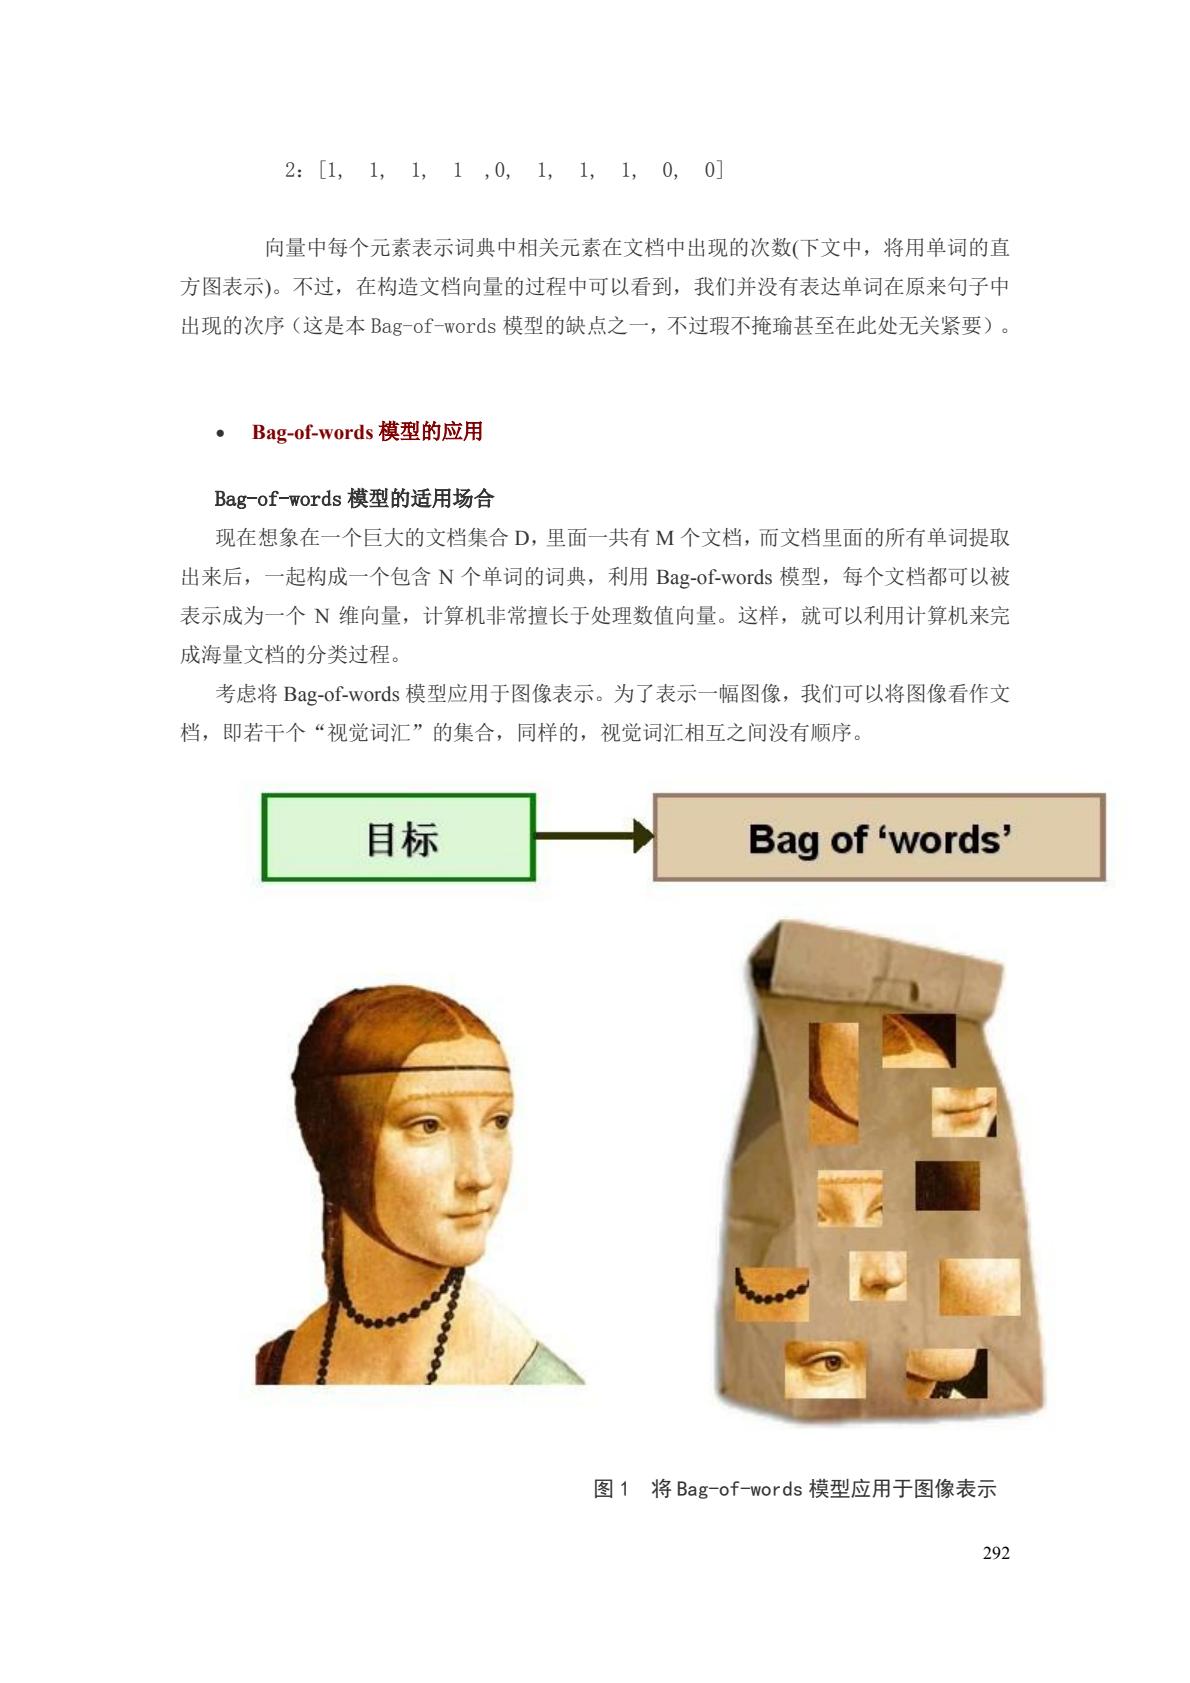 2：[1, 1, 1, 1 ,0, 1, 1, 1, 0, 0]
向量中每个元素表示词典中相关元素在文档中出现的次数(下文中，将用单词的直
方图表示)。不过，在构造文档向量的过程中可以看到，我们并没有表达单词在原来句子中
出现的次序（这是本 Bag-of-words 模型的缺点之一，不过瑕不掩瑜甚至在此处无关紧要）。
• Bag-of-words 模型的应用
Bag-of-words 模型的适用场合
现在想象在一个巨大的文档集合 D，里面一共有 M 个文档，而文档里面的所有单词提取
出来后，一起构成一个包含 N 个单词的词典，利用 Bag-of-words 模型，每个文档都可以被
表示成为一个 N 维向量，计算机非常擅长于处理数值向量。这样，就可以利用计算机来完
成海量文档的分类过程。
考虑将 Bag-of-words 模型应用于图像表示。为了表示一幅图像，我们可以将图像看作文
档，即若干个“视觉词汇”的集合，同样的，视觉词汇相互之间没有顺序。
目标
Bag of ‘words’
图 1 将 Bag-of-words 模型应用于图像表示
292